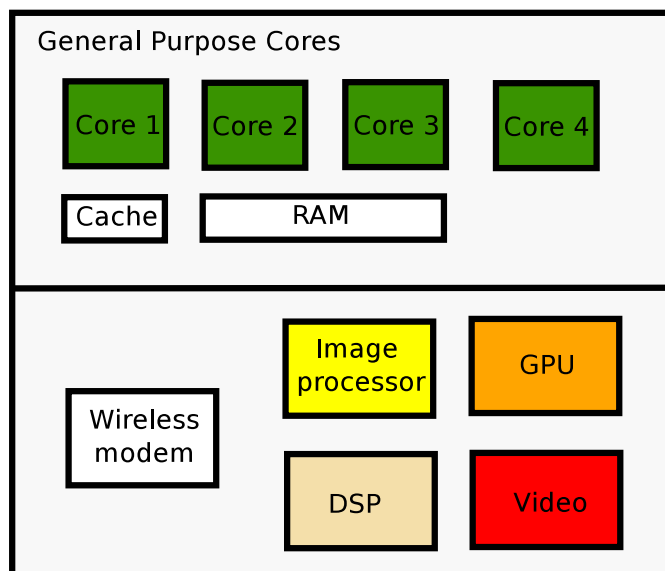 General Purpose Cores
Core 1
Core 2
Core 3
Core 4
Cache
RAM
Image
processor
GPU
Wireless
modem
DSP
Video